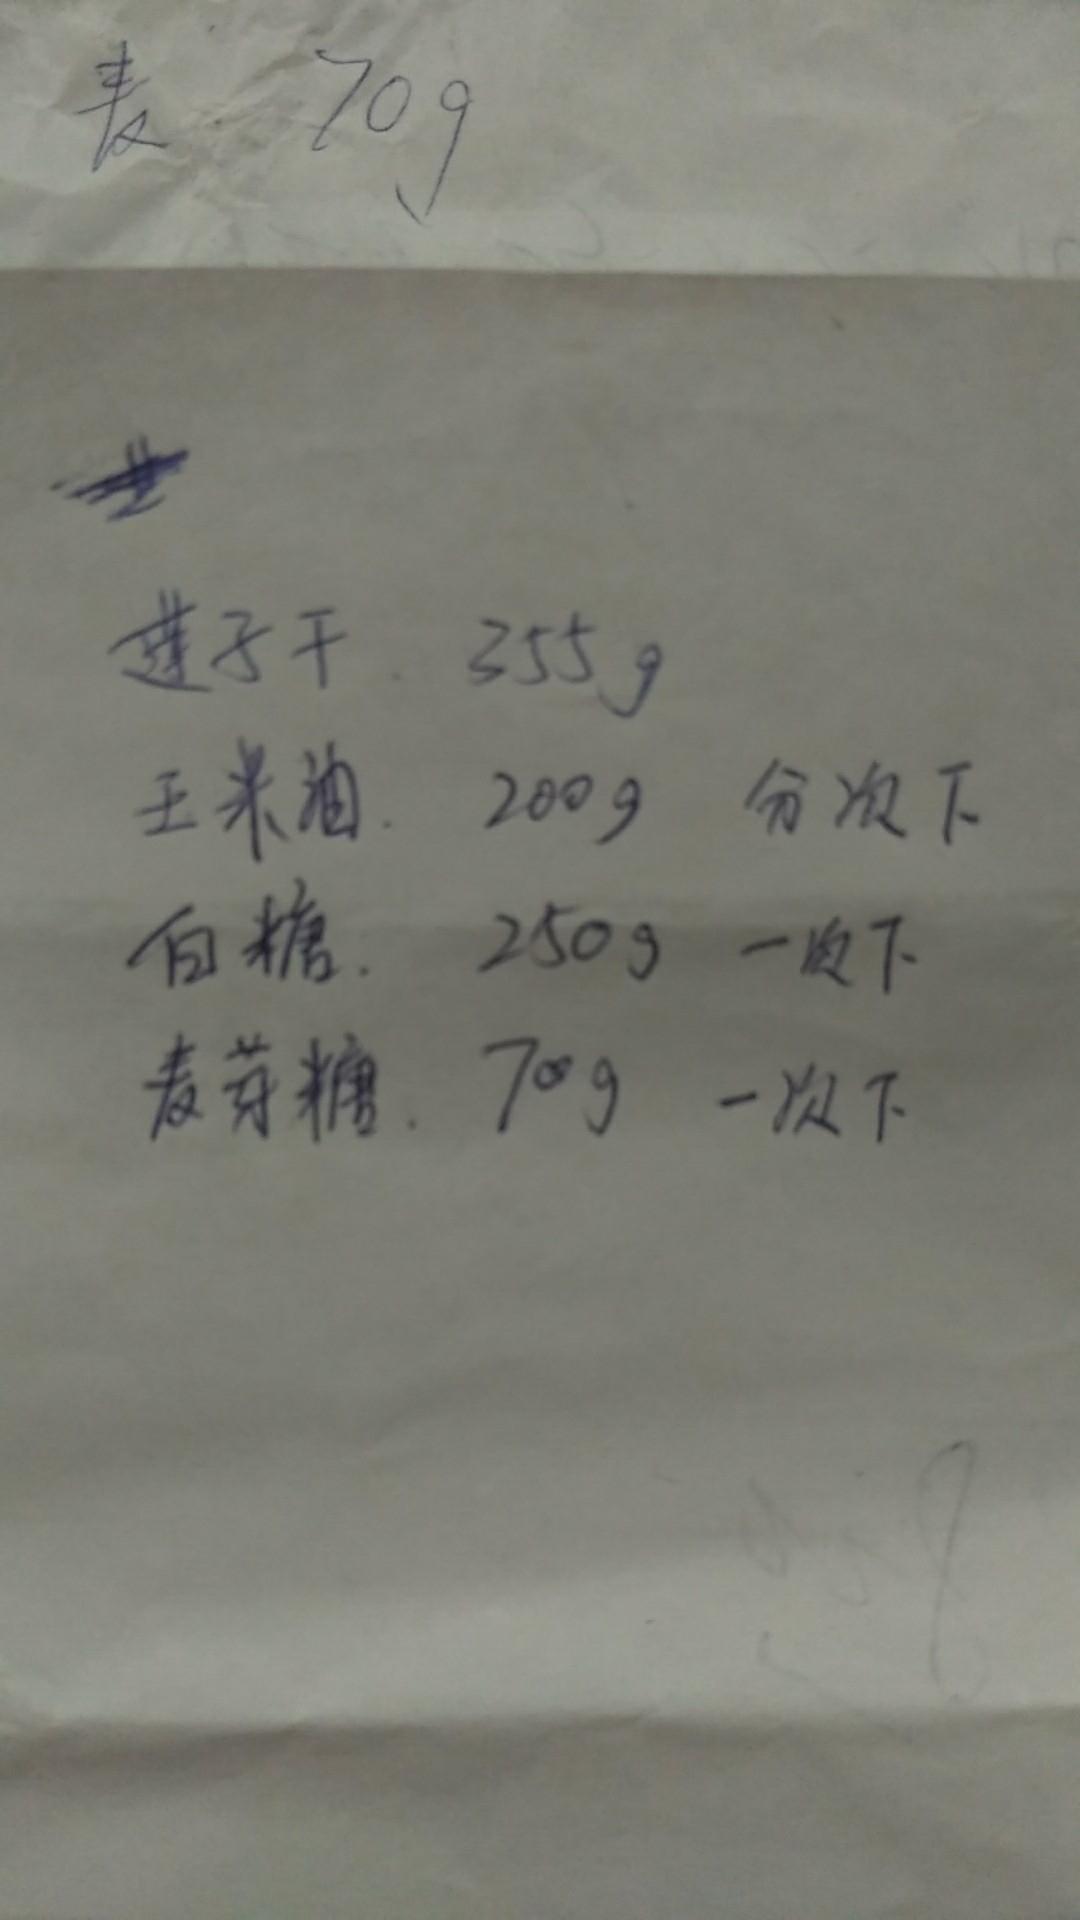 麦 70g
莲子干. 355g
玉米油. 200g 分次下
白糖. 250g 一次下
麦芽糖. 70g 一次下